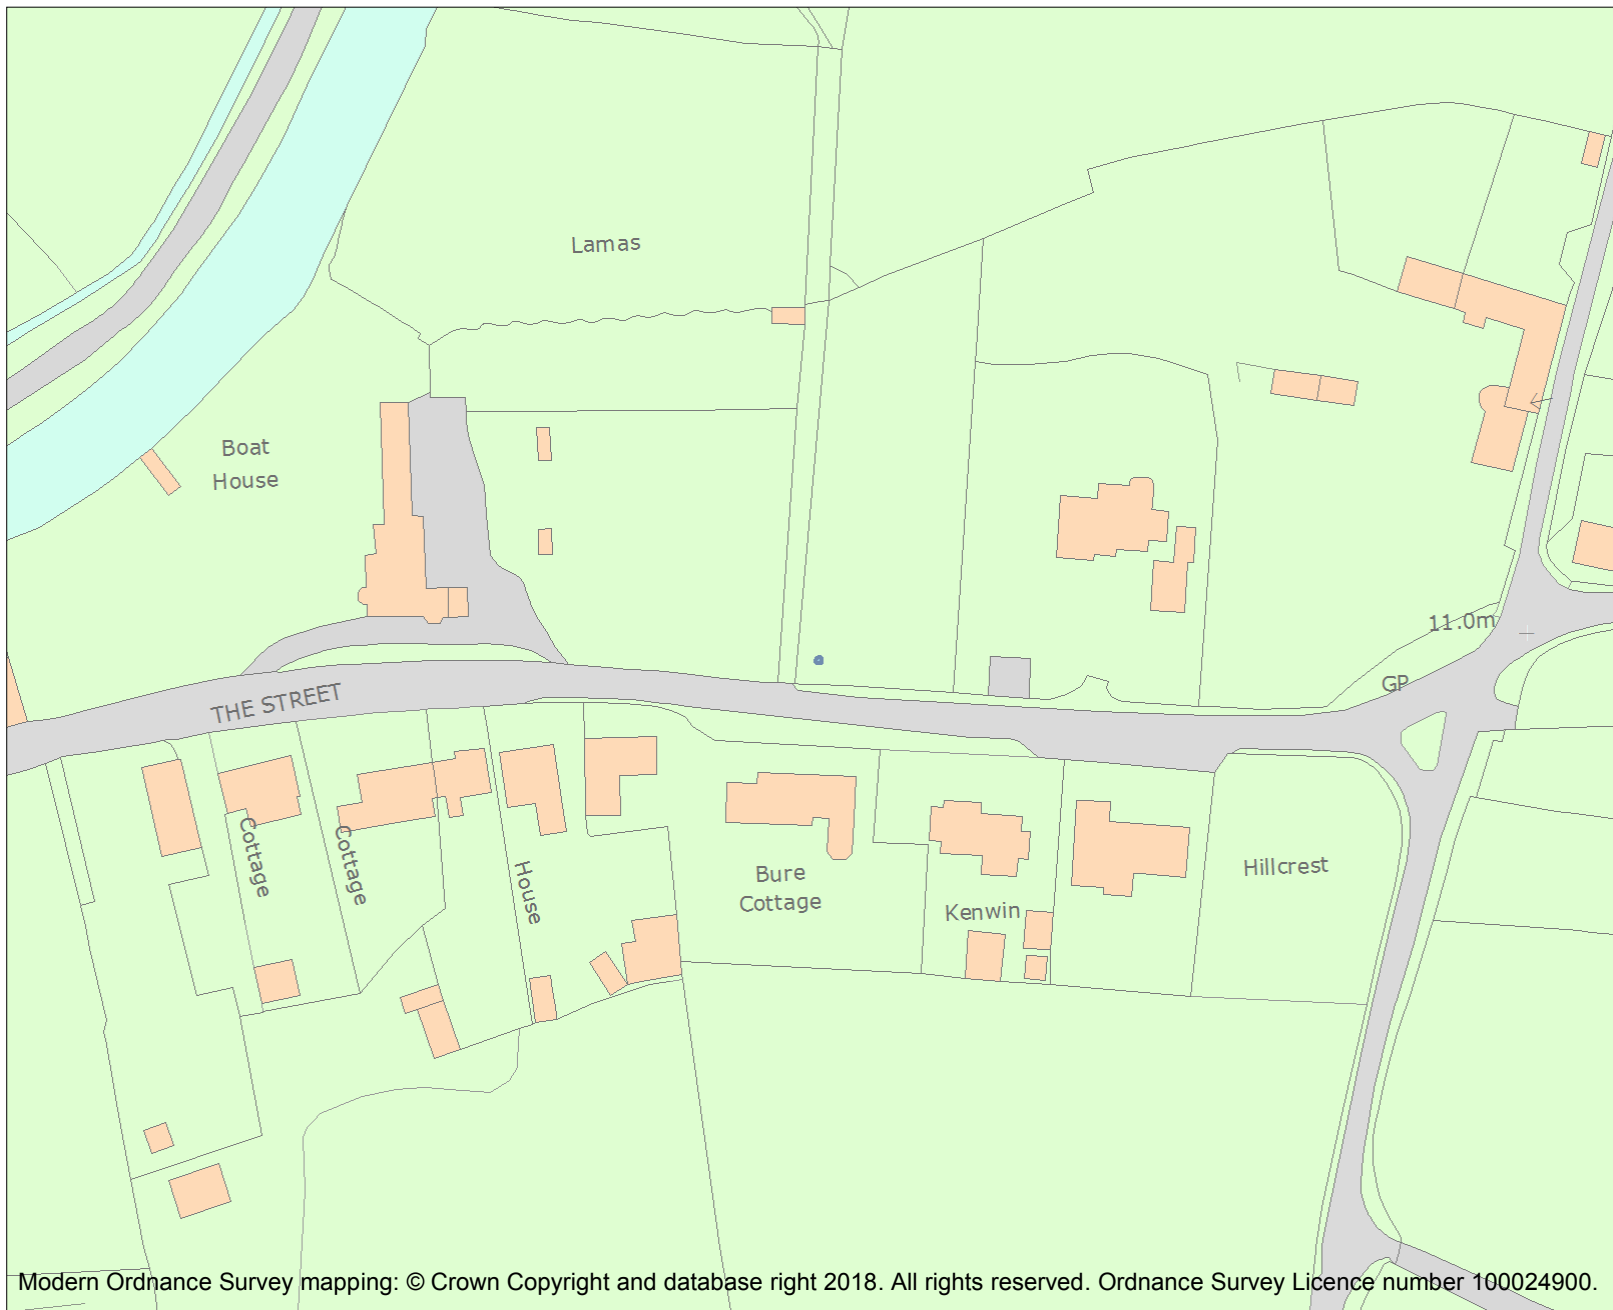 Lamas
Boat
House
11.0m
GP
THE STREET
Cottage
Cottage
House
Bure
Cottage
Kenwin
Hillcrest
Modern Ordnance Survey mapping: © Crown Copyright and database right 2018. All rights reserved. Ordnance Survey Licence number 100024900.